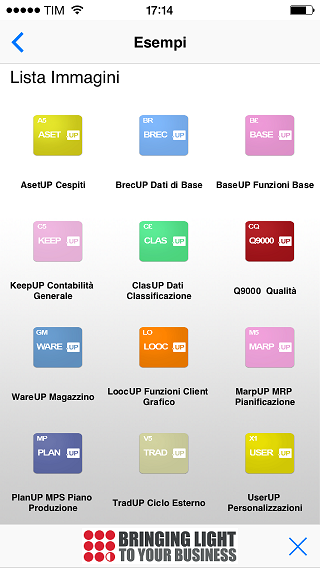 TIM 17:14
Esempi
Lista Immagini
AS BR BE
ASET UP BREC UP BASE UP
AsetUP Cespiti BrecUP Dati di Base BaseUP Funzioni Base
CS CE CQ
KEEP UP CLAS UP Q9000 UP
KeepUP Contabilità Generale ClasUP Dati Classificazione Q9000 Qualità
GM LO M5
WARE UP LOOC UP MARP UP
WareUP Magazzino LoocUP Funzioni Client Grafico MarpUP MRP Pianificazione
MP V5 X1
PLAN UP TRAD UP USER UP
PlanUP MPS Piano Produzione TradUP Ciclo Esterno UserUP Personalizzazioni
BRINGING LIGHT
TO YOUR BUSINESS